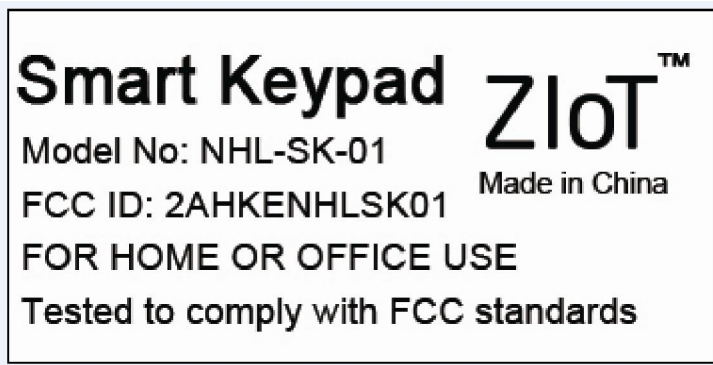 Smart Keypad
ZIoT™
Model No: NHL-SK-01
Made in China
FCC ID: 2AHKENHLSK01
FOR HOME OR OFFICE USE
Tested to comply with FCC standards